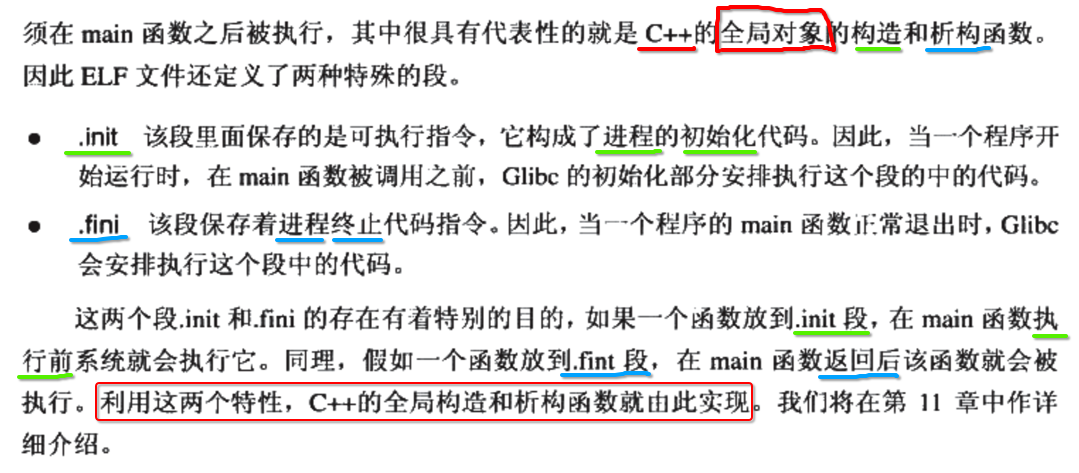 须在 main 函数之后被执行，其中很具有代表性的就是 C++的全局对象的构造和析构函数。
因此 ELF 文件还定义了两种特殊的段。
● .init 该段里面保存的是可执行指令，它构成了进程的初始化代码。因此，当一个程序开
始运行时，在 main 函数被调用之前，Glibc 的初始化部分安排执行这个段的中的代码。
● .fini 该段保存着进程终止代码指令。因此，当一个程序的 main 函数正常退出时，Glibc
会安排执行这个段中的代码。
这两个段.init 和.fini 的存在有着特别的目的，如果一个函数放到.init 段，在 main 函数执
行前系统就会执行它。同理，假如一个函数放到.fint 段，在 main 函数返回后该函数就会被
执行。利用这两个特性，C++的全局构造和析构函数就由此实现。我们将在第 11 章中作详
细介绍。